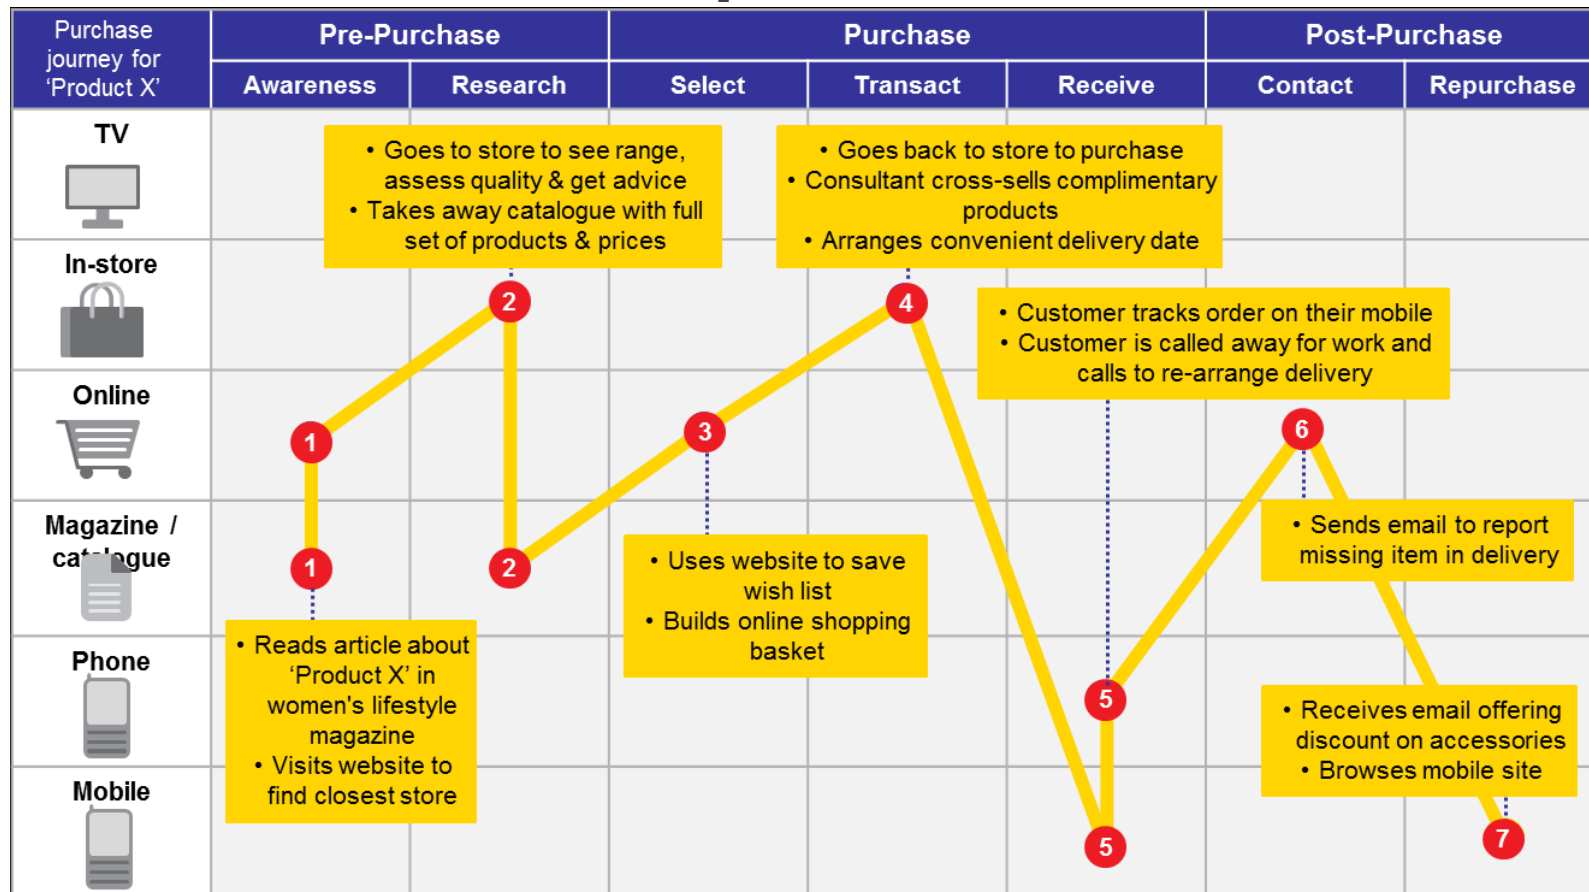 Purchase
journey for
‘Product X’
Pre-Purchase
Purchase
Post-Purchase
Awareness
Research
Select
Transact
Receive
Contact
Repurchase
TV
• Goes to store to see range,
assess quality & get advice
• Takes away catalogue with full
set of products & prices
• Goes back to store to purchase
• Consultant cross-sells complimentary
products
• Arranges convenient delivery date
In-store
2
4
• Customer tracks order on their mobile
• Customer is called away for work and
calls to re-arrange delivery
Online
1
3
6
Magazine /
catalogue
1
2
• Uses website to save
wish list
• Builds online shopping
basket
• Sends email to report
missing item in delivery
• Reads article about
‘Product X’ in
women's lifestyle
magazine
• Visits website to
find closest store
Phone
5
• Receives email offering
discount on accessories
• Browses mobile site
Mobile
5
7